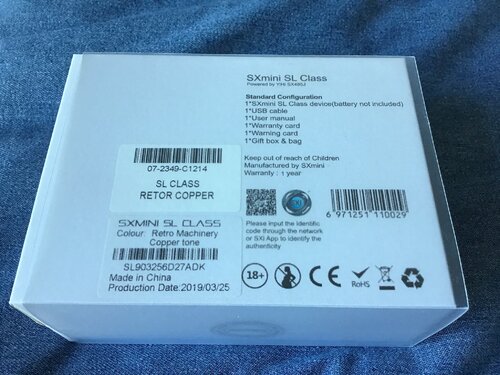 SXmini SL Class
Powered by YIHI SX485J
Standard Configuration
1*SXmini SL Class device(battery not included)
1*USB cable
1*User manual
1*Warranty card
1*Warning card
1*Gift box & bag
Keep out of reach of Children
Manufactured by SXmini
Warranty : 1 year
07-2349-C1214
SL CLASS
RETOR COPPER
SXMINI SL CLASS
Colour: Retro Machinery
Copper tone
SL903256D27ADK
Made in China
Production Date:2019/03/25
6 971251 110029
Please input the identific
code through the network
or SXi App to identify the
authenticity
18+
CE
RoHS